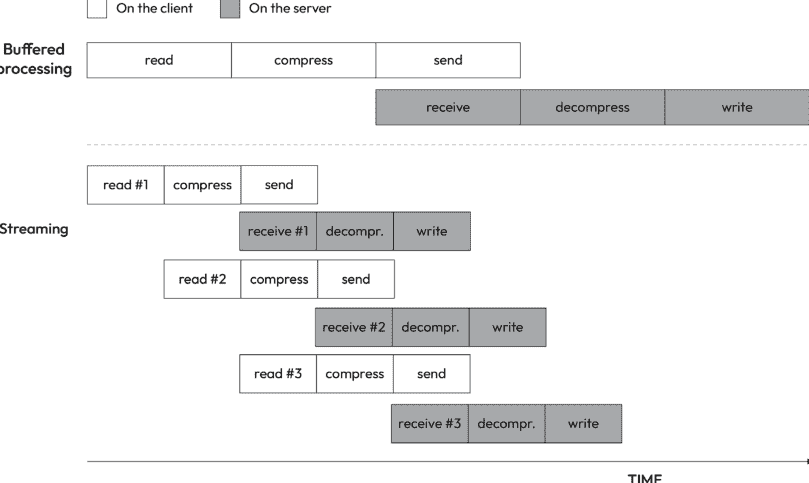 On the client On the server
Buffered
processing
read compress send
receive decompress write
read #1 compress send
Streaming
receive #1 decompr. write
read #2 compress send
receive #2 decompr. write
read #3 compress send
receive #3 decompr. write
TIME